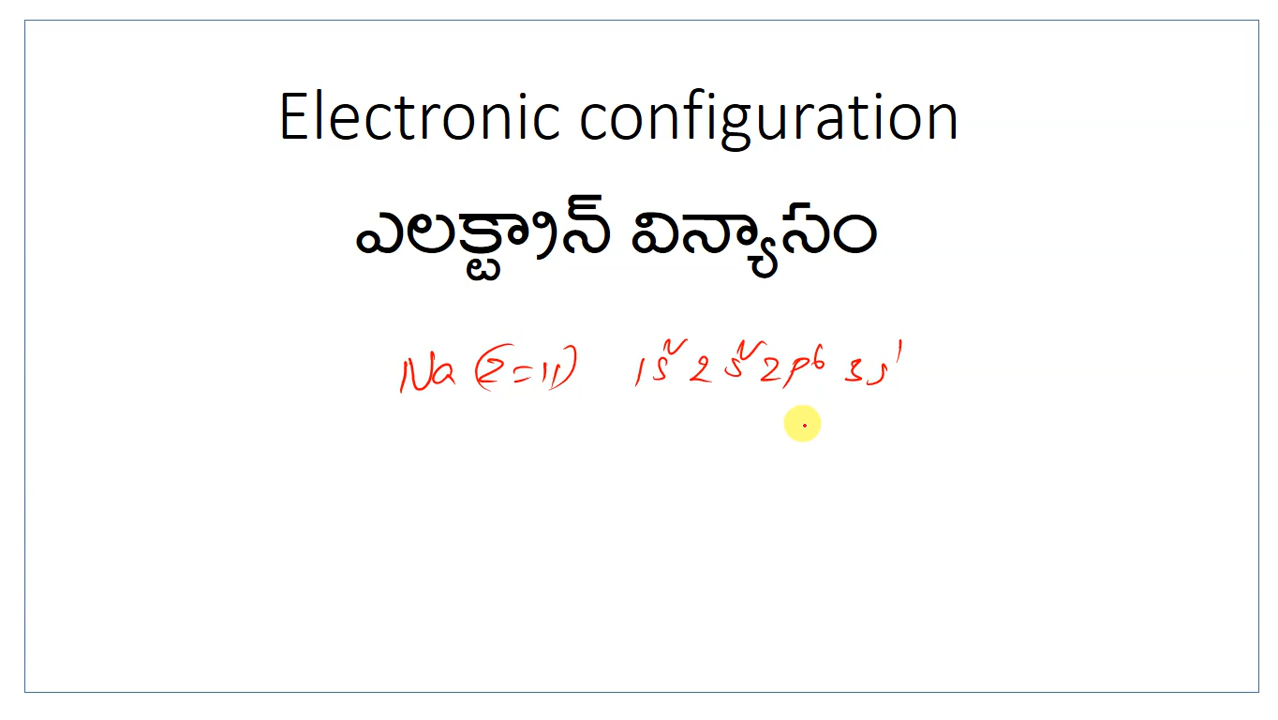 Electronic configuration
ఎలక్ట్రాన్ విన్యాసం
Na (Z=11) 1s² 2s² 2p⁶ 3s¹